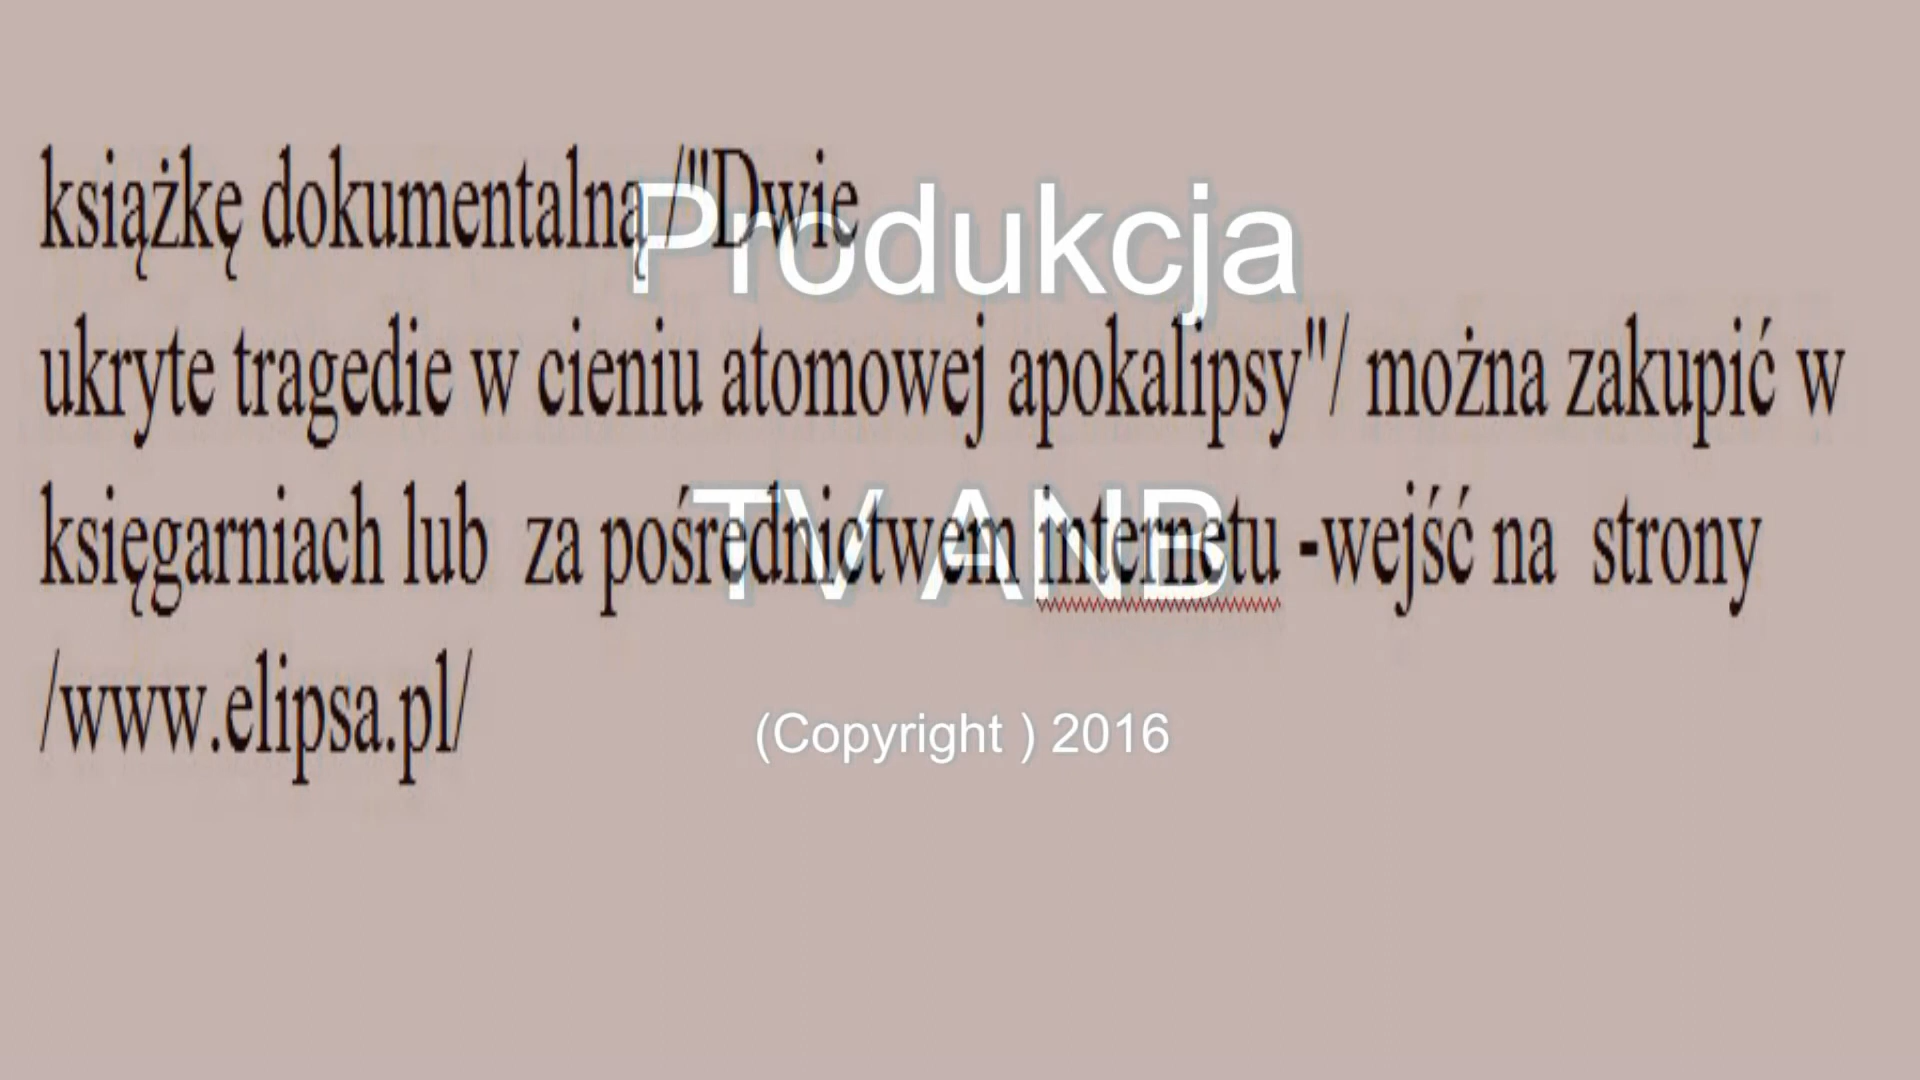 książkę dokumentalną /"Dwie
ukryte tragedie w cieniu atomowej apokalipsy"/ można zakupić w
księgarniach lub za pośrednictwem internetu -wejść na strony
/www.elipsa.pl/
Produkcja
TV ANB
(Copyright ) 2016